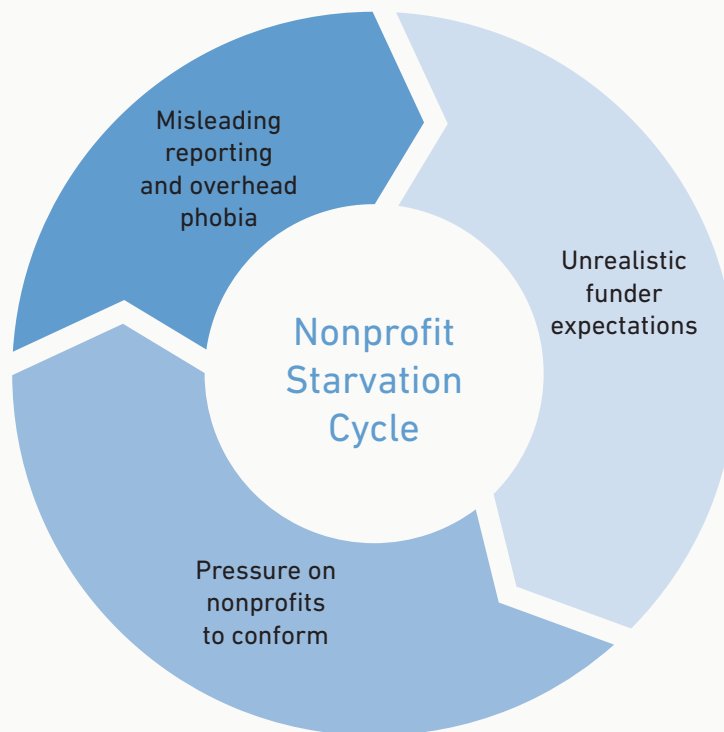 Misleading
reporting
and overhead
phobia
Unrealistic
funder
expectations
Nonprofit
Starvation
Cycle
Pressure on
nonprofits
to conform